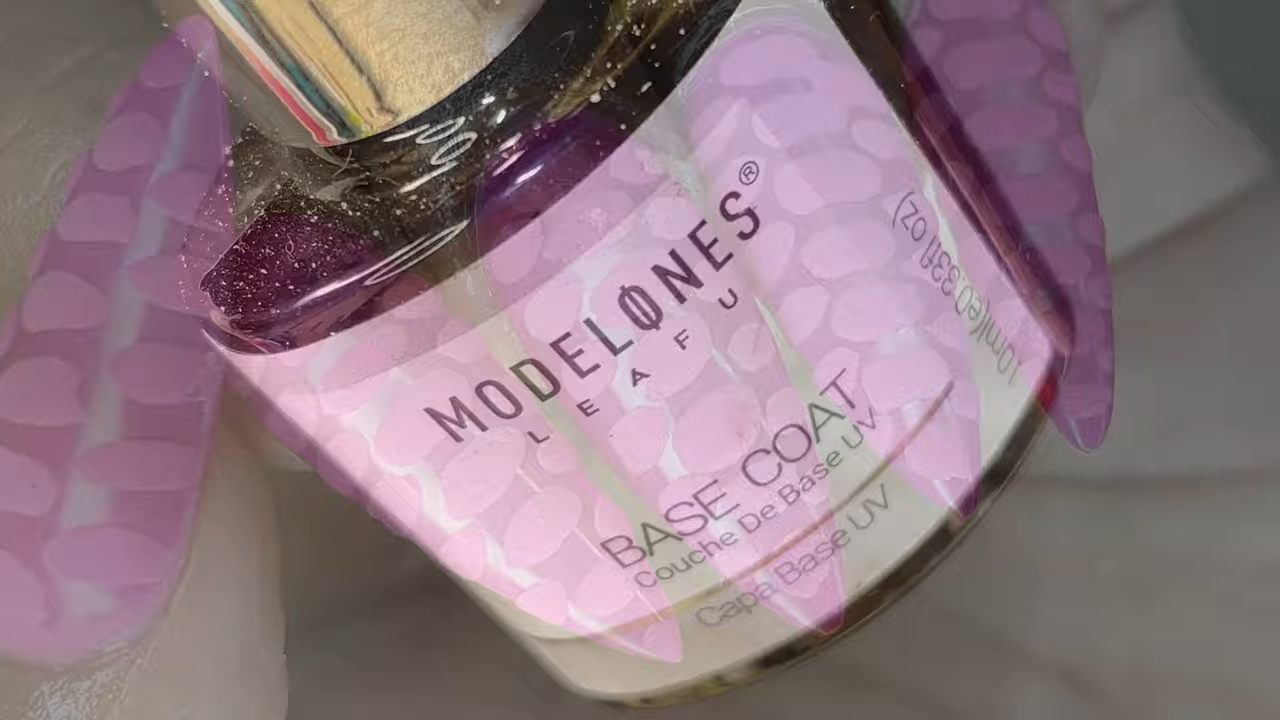 MODELØNES®
LEAFU
BASE COAT
Couche De Base UV
Capa Base UV
10ml(e0.33fl oz)